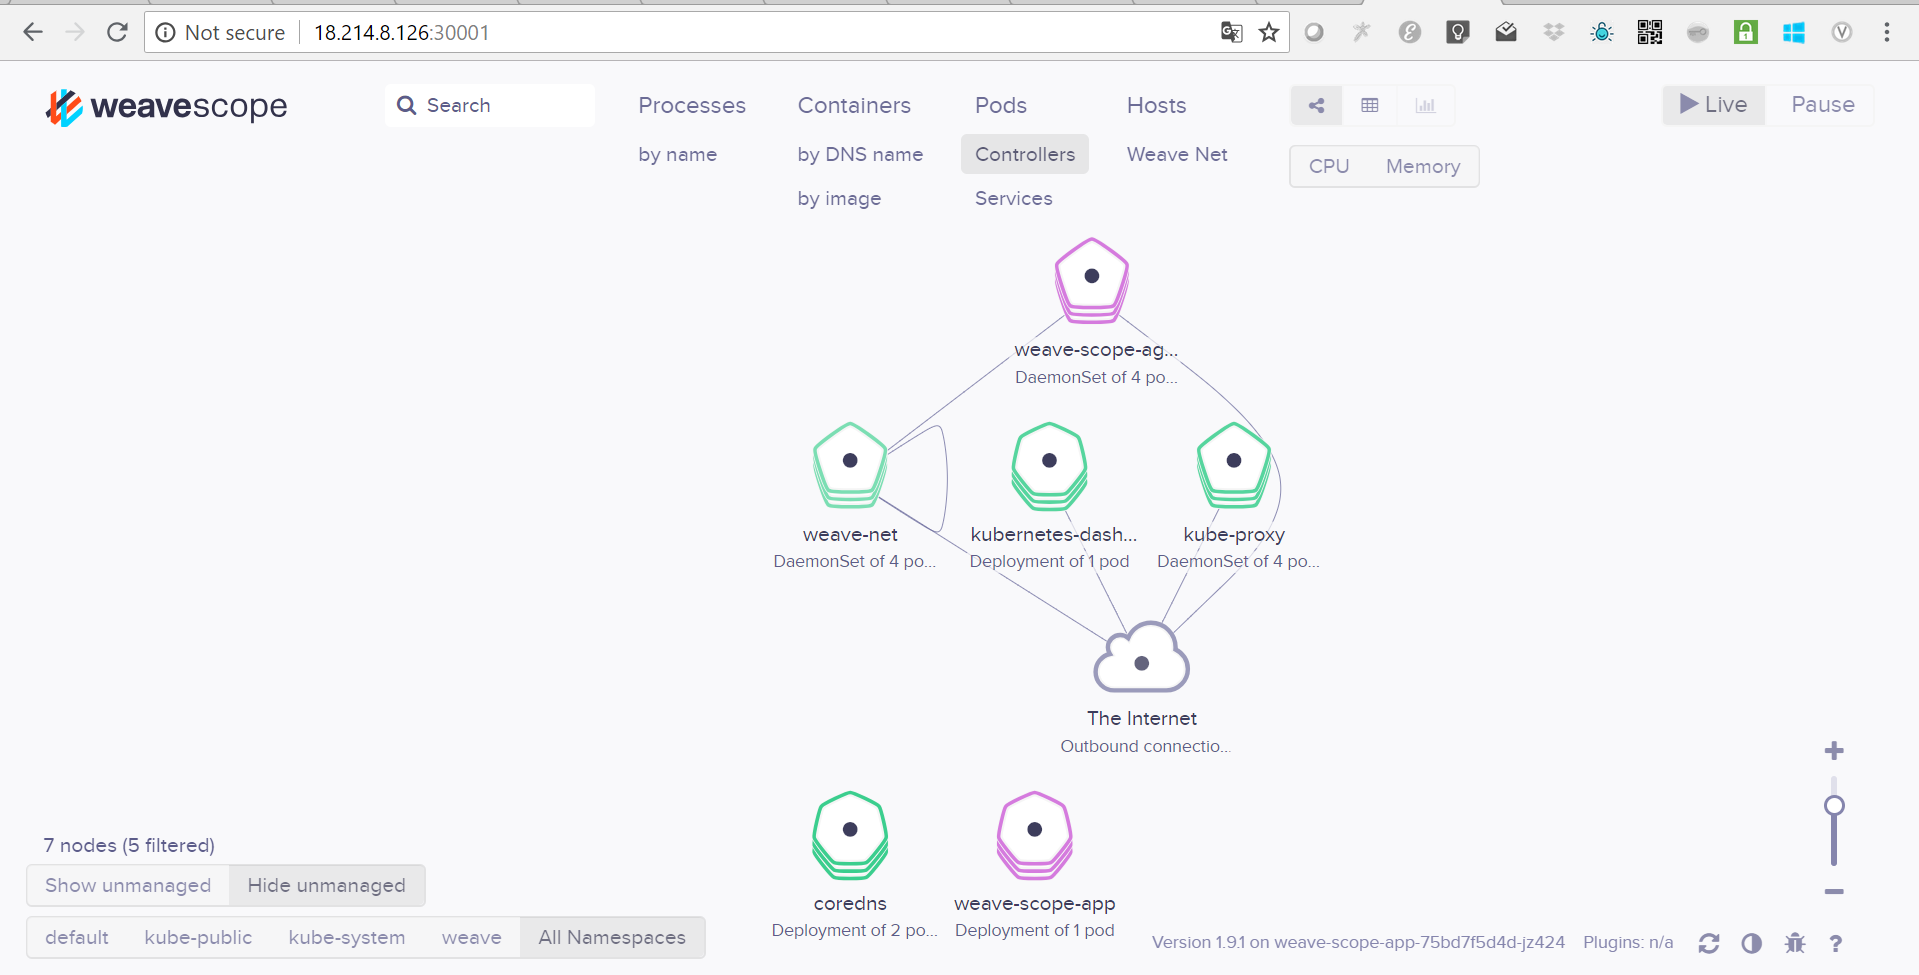 Not secure 18.214.8.126:30001
weavescope
Search
Processes Containers Pods Hosts
Live Pause
by name by DNS name Controllers Weave Net
CPU Memory
by image Services
weave-scope-ag...
DaemonSet of 4 po...
weave-net kubernetes-dash... kube-proxy
DaemonSet of 4 po... Deployment of 1 pod DaemonSet of 4 po...
The Internet
Outbound connectio...
7 nodes (5 filtered)
Show unmanaged Hide unmanaged
coredns weave-scope-app
Deployment of 2 po... Deployment of 1 pod
default kube-public kube-system weave All Namespaces
Version 1.9.1 on weave-scope-app-75bd7f5d4d-jz424 Plugins: n/a